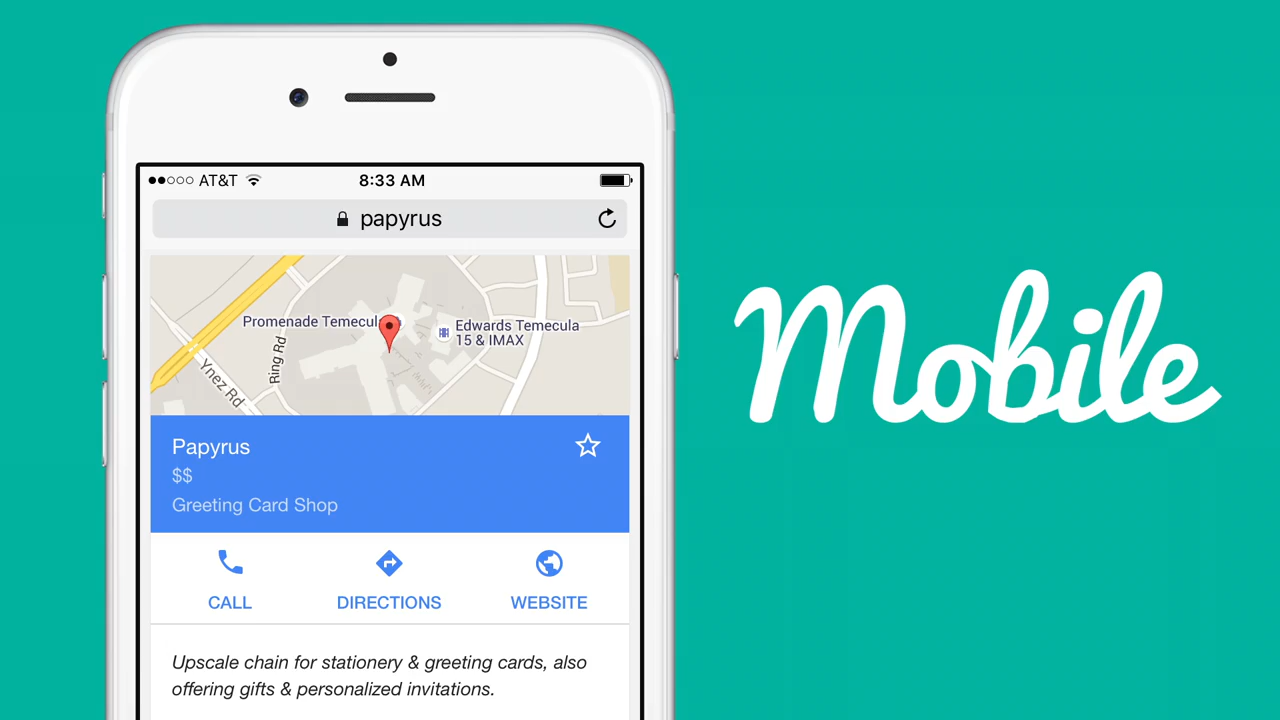 AT&T 8:33 AM
papyrus
Promenade Temecul
Edwards Temecula
15 & IMAX
Ring Rd
Ynez Rd
Papyrus
$$
Greeting Card Shop
CALL DIRECTIONS WEBSITE
Upscale chain for stationery & greeting cards, also
offering gifts & personalized invitations.
Mobile